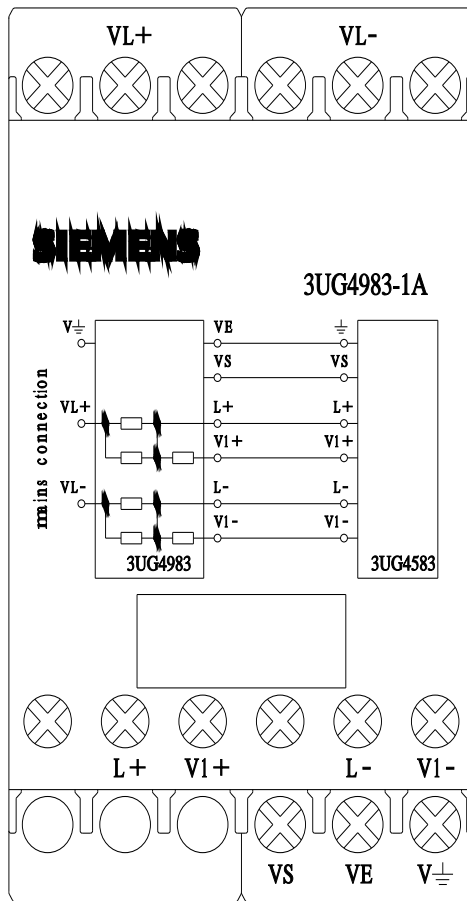 VL+ VL-
SIEMENS
3UG4983-1A
V⏚ VE ⏚
VS VS
VL+ L+ L+
V1+ V1+
VL- L- L-
V1- V1-
mains connection
3UG4983 3UG4583
L+ V1+ L- V1-
VS VE V⏚